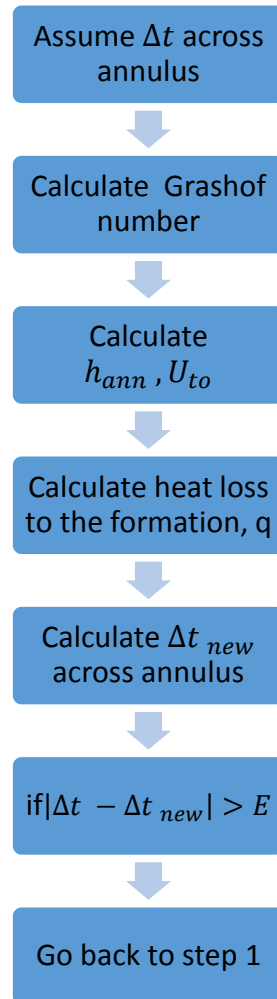 Assume Δt across
annulus
Calculate Grashof
number
Calculate
h_ann , U_to
Calculate heat loss
to the formation, q
Calculate Δt_new
across annulus
if|Δt − Δt_new| > E
Go back to step 1